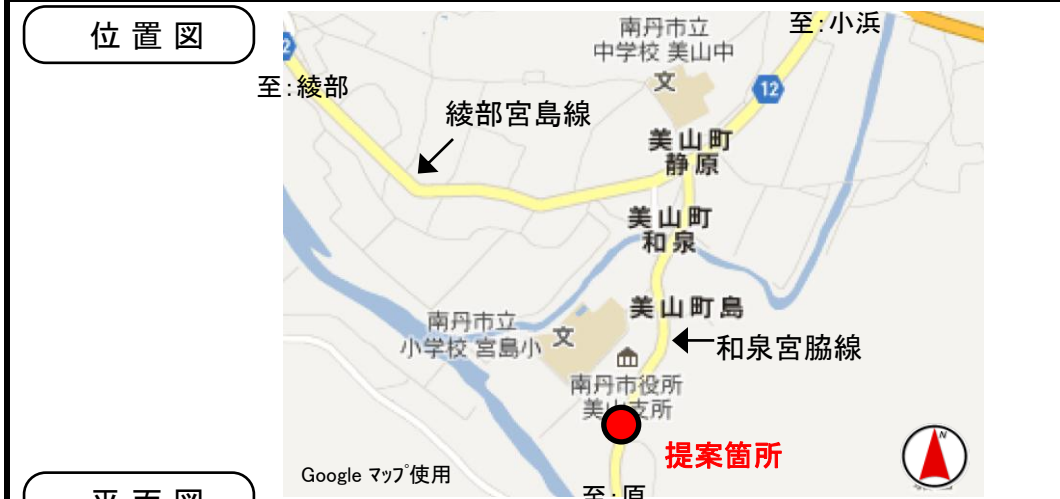 位置図
南丹市立
中学校 美山中
至:小浜
2
至:綾部
文
12
綾部宮島線
美山町
静原
美山町
和泉
美山町島
南丹市立
小学校 宮島小
文
和泉宮脇線
南丹市役所
美山支所
提案箇所
N
Google マップ使用
至:原
平面図